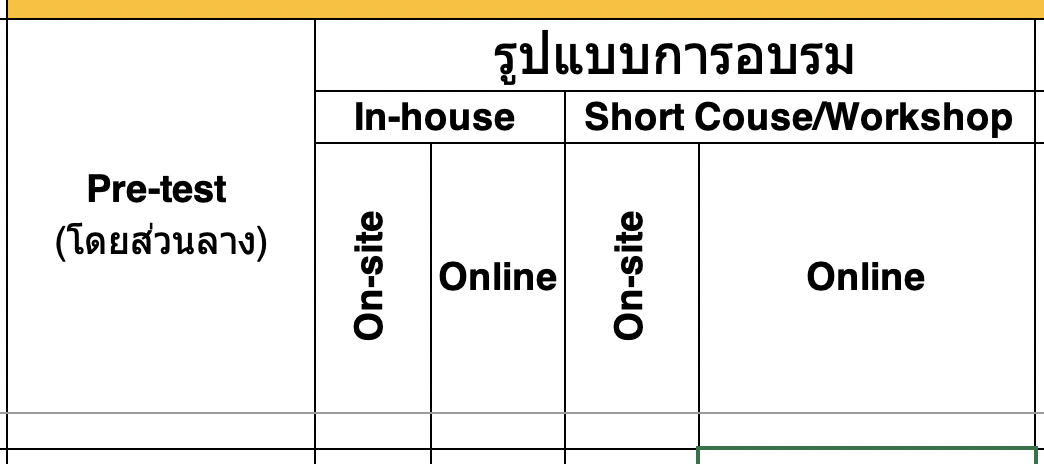 รูปแบบการอบรม
In-house
Short Couse/Workshop
Pre-test
(โดยส่วนลาง)
On-site
Online
On-site
Online